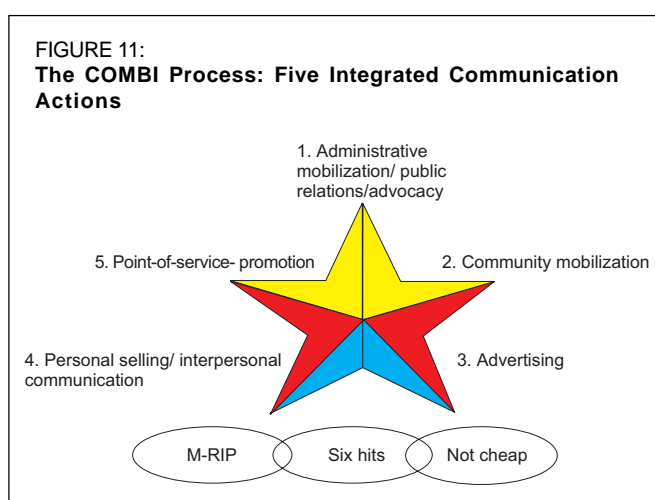 FIGURE 11:
The COMBI Process: Five Integrated Communication
Actions
1. Administrative
mobilization/ public
relations/advocacy
5. Point-of-service- promotion
2. Community mobilization
4. Personal selling/ interpersonal
communication
3. Advertising
M-RIP
Six hits
Not cheap